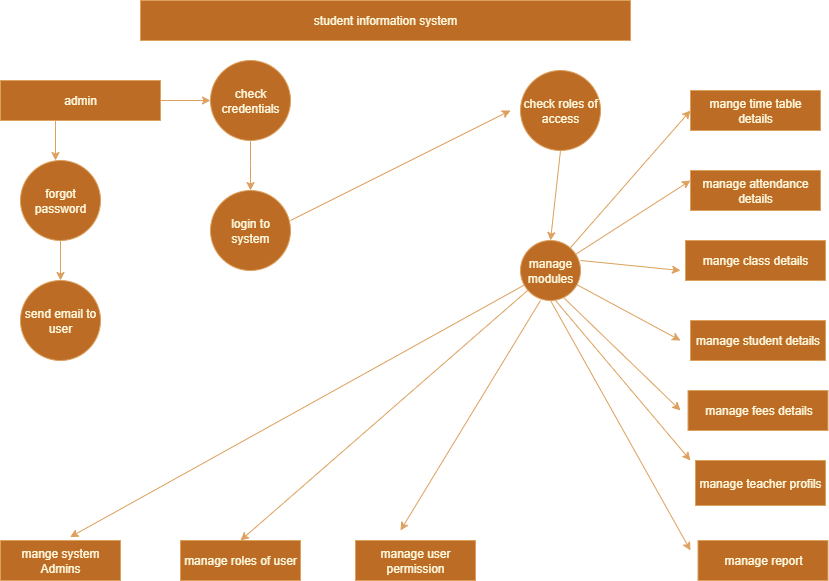 student information system
admin
check
credentials
check roles of
access
mange time table
details
forgot
password
login to
system
manage attendance
details
manage
modules
mange class details
send email to
user
manage student details
manage fees details
manage teacher profils
mange system
Admins
manage roles of user
manage user
permission
manage report